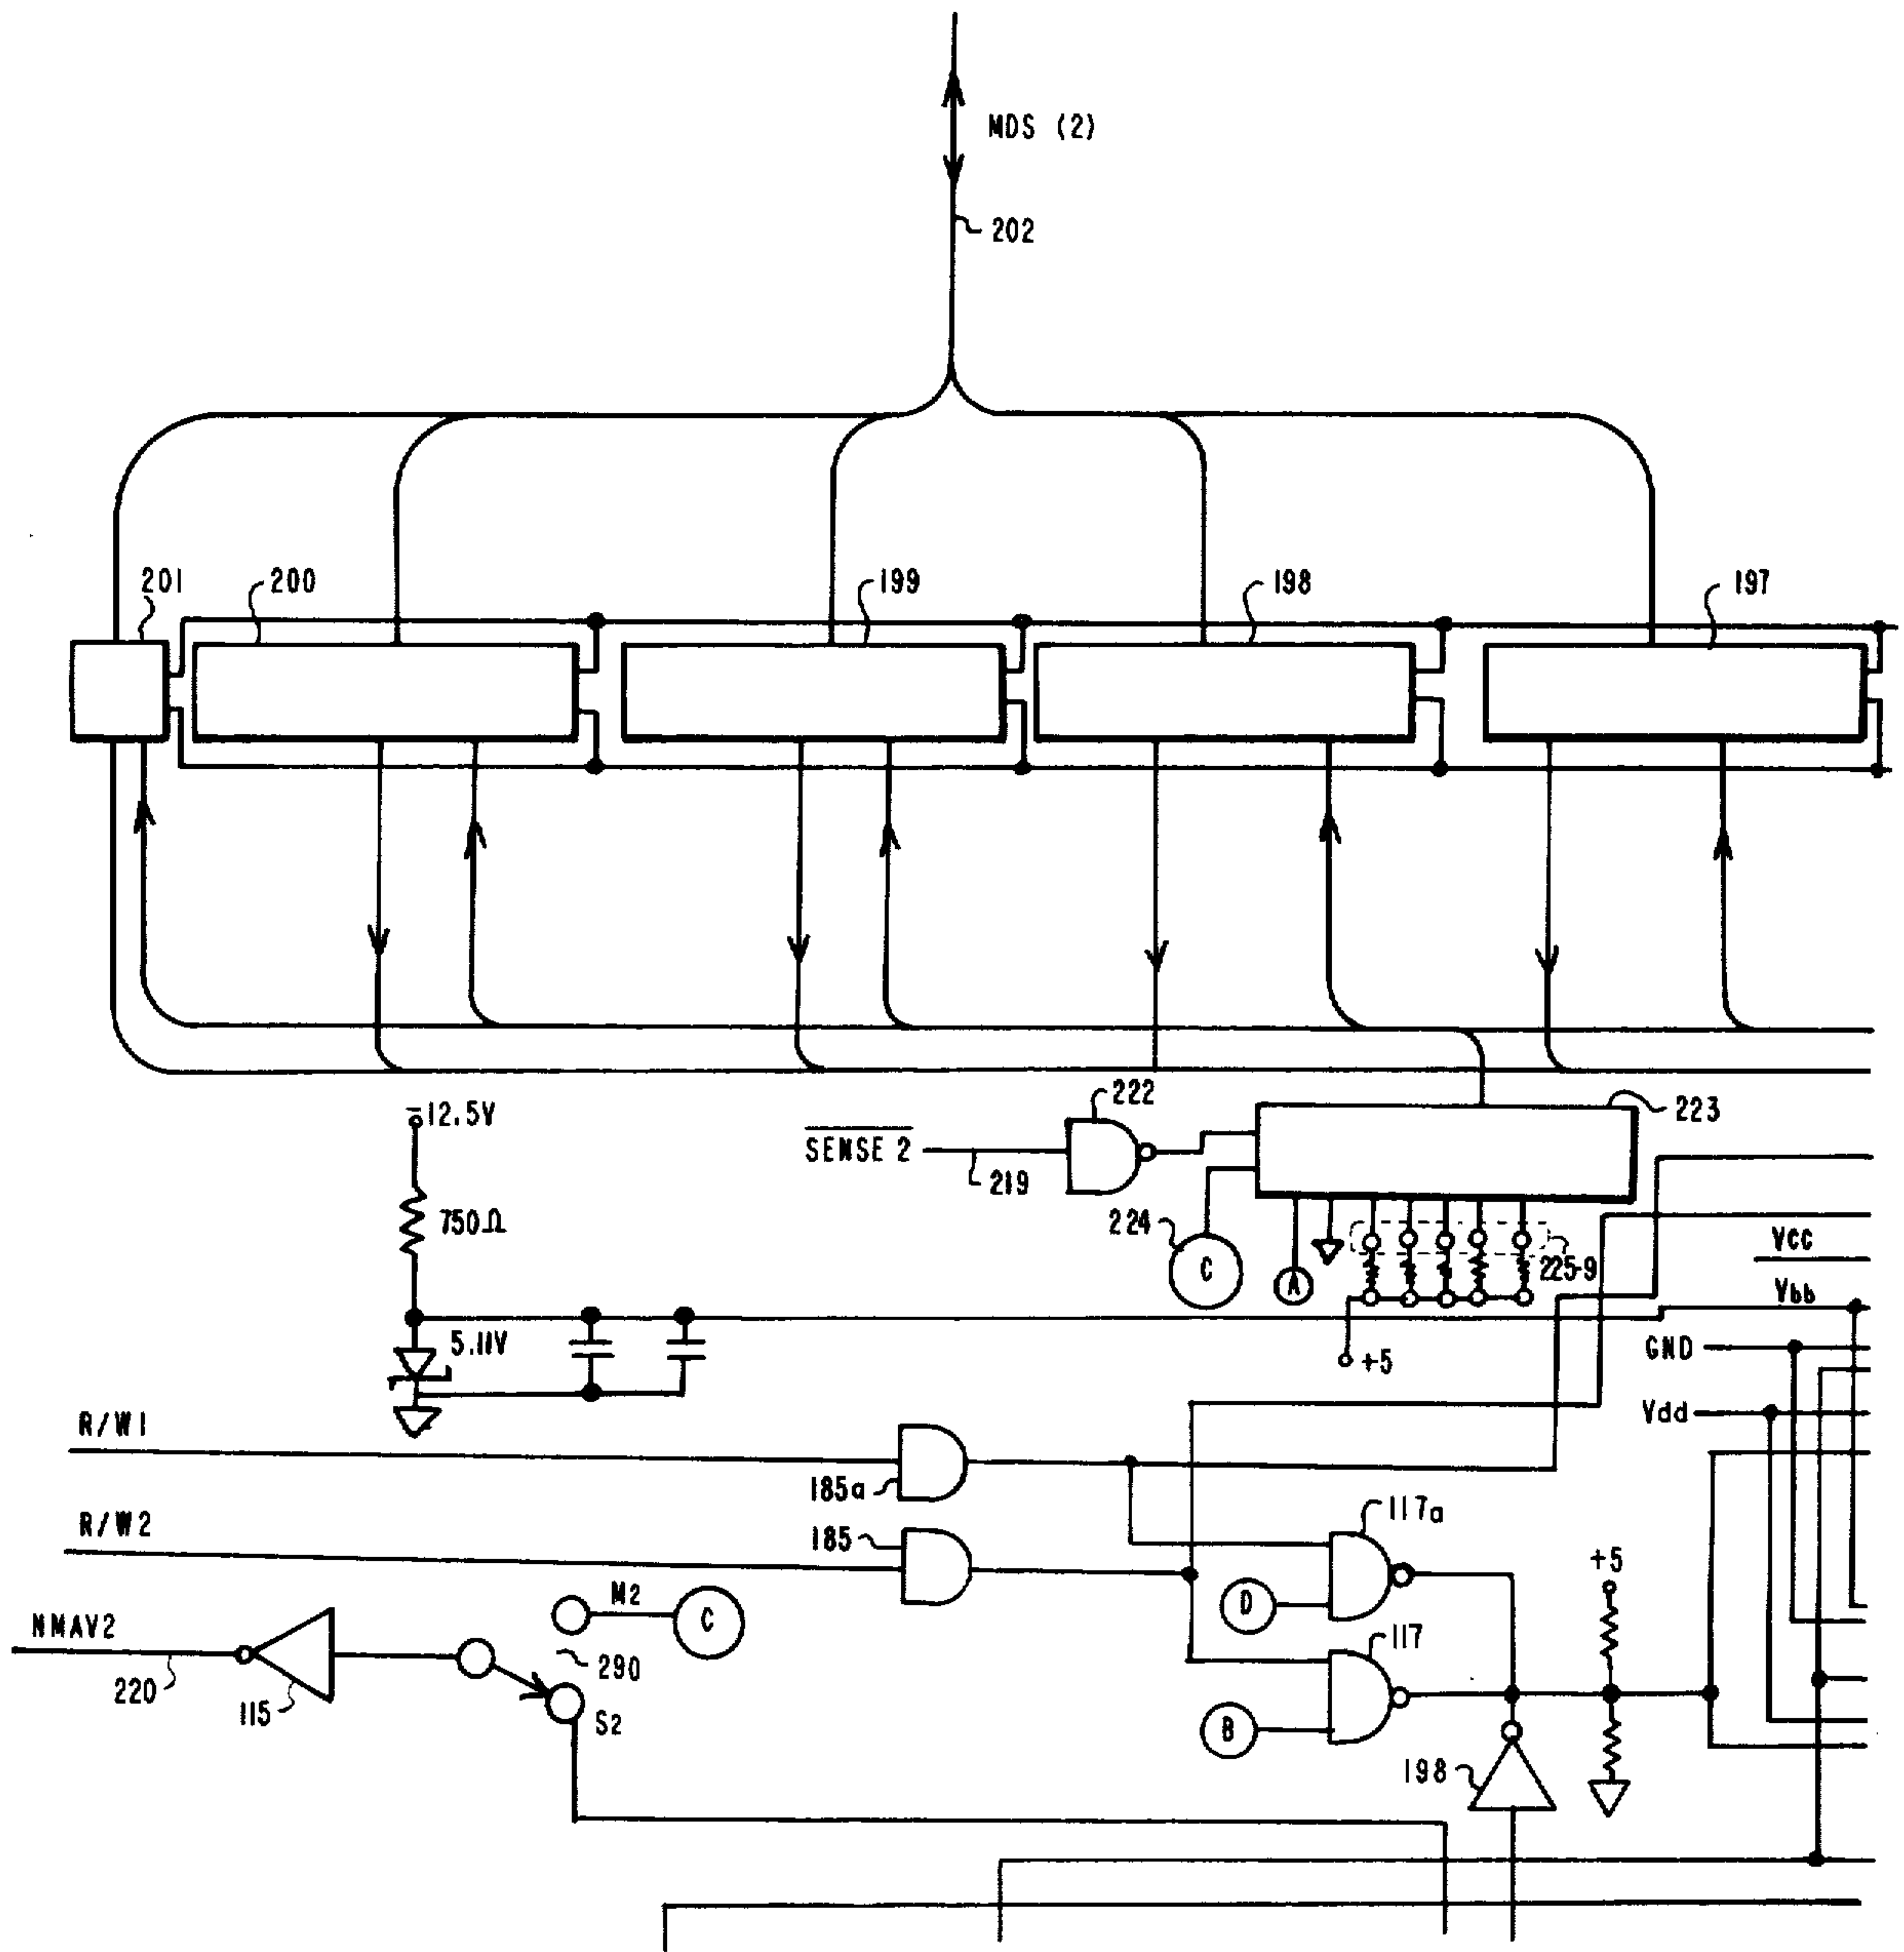 MDS (2)
202
201
200
199
198
197
-12.5V
222
223
SENSE 2
219
750Ω
224
C
A
225-9
Vcc
Vbb
5.11V
+5
GND
Vdd
R/W1
185a
117a
R/W2
185
+5
M2
C
D
NMAV2
290
117
220
115
S2
B
198